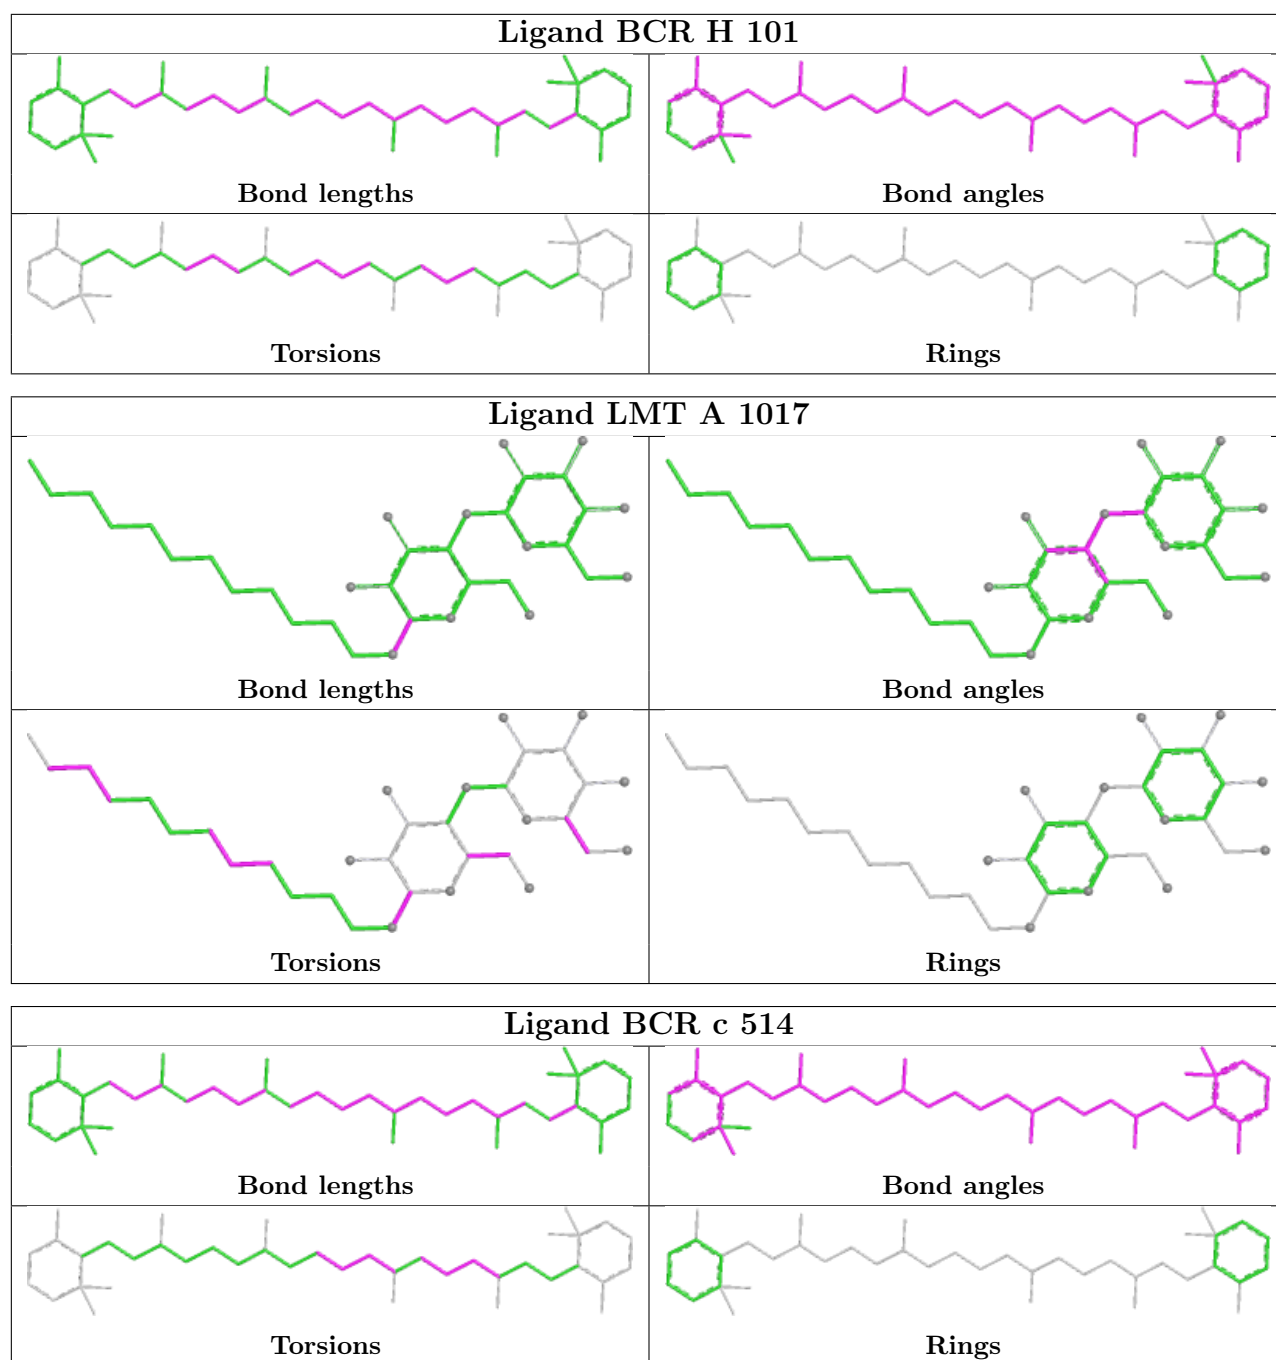 Ligand BCR H 101
Bond lengths
Bond angles
Torsions
Rings
Ligand LMT A 1017
Bond lengths
Bond angles
Torsions
Rings
Ligand BCR c 514
Bond lengths
Bond angles
Torsions
Rings